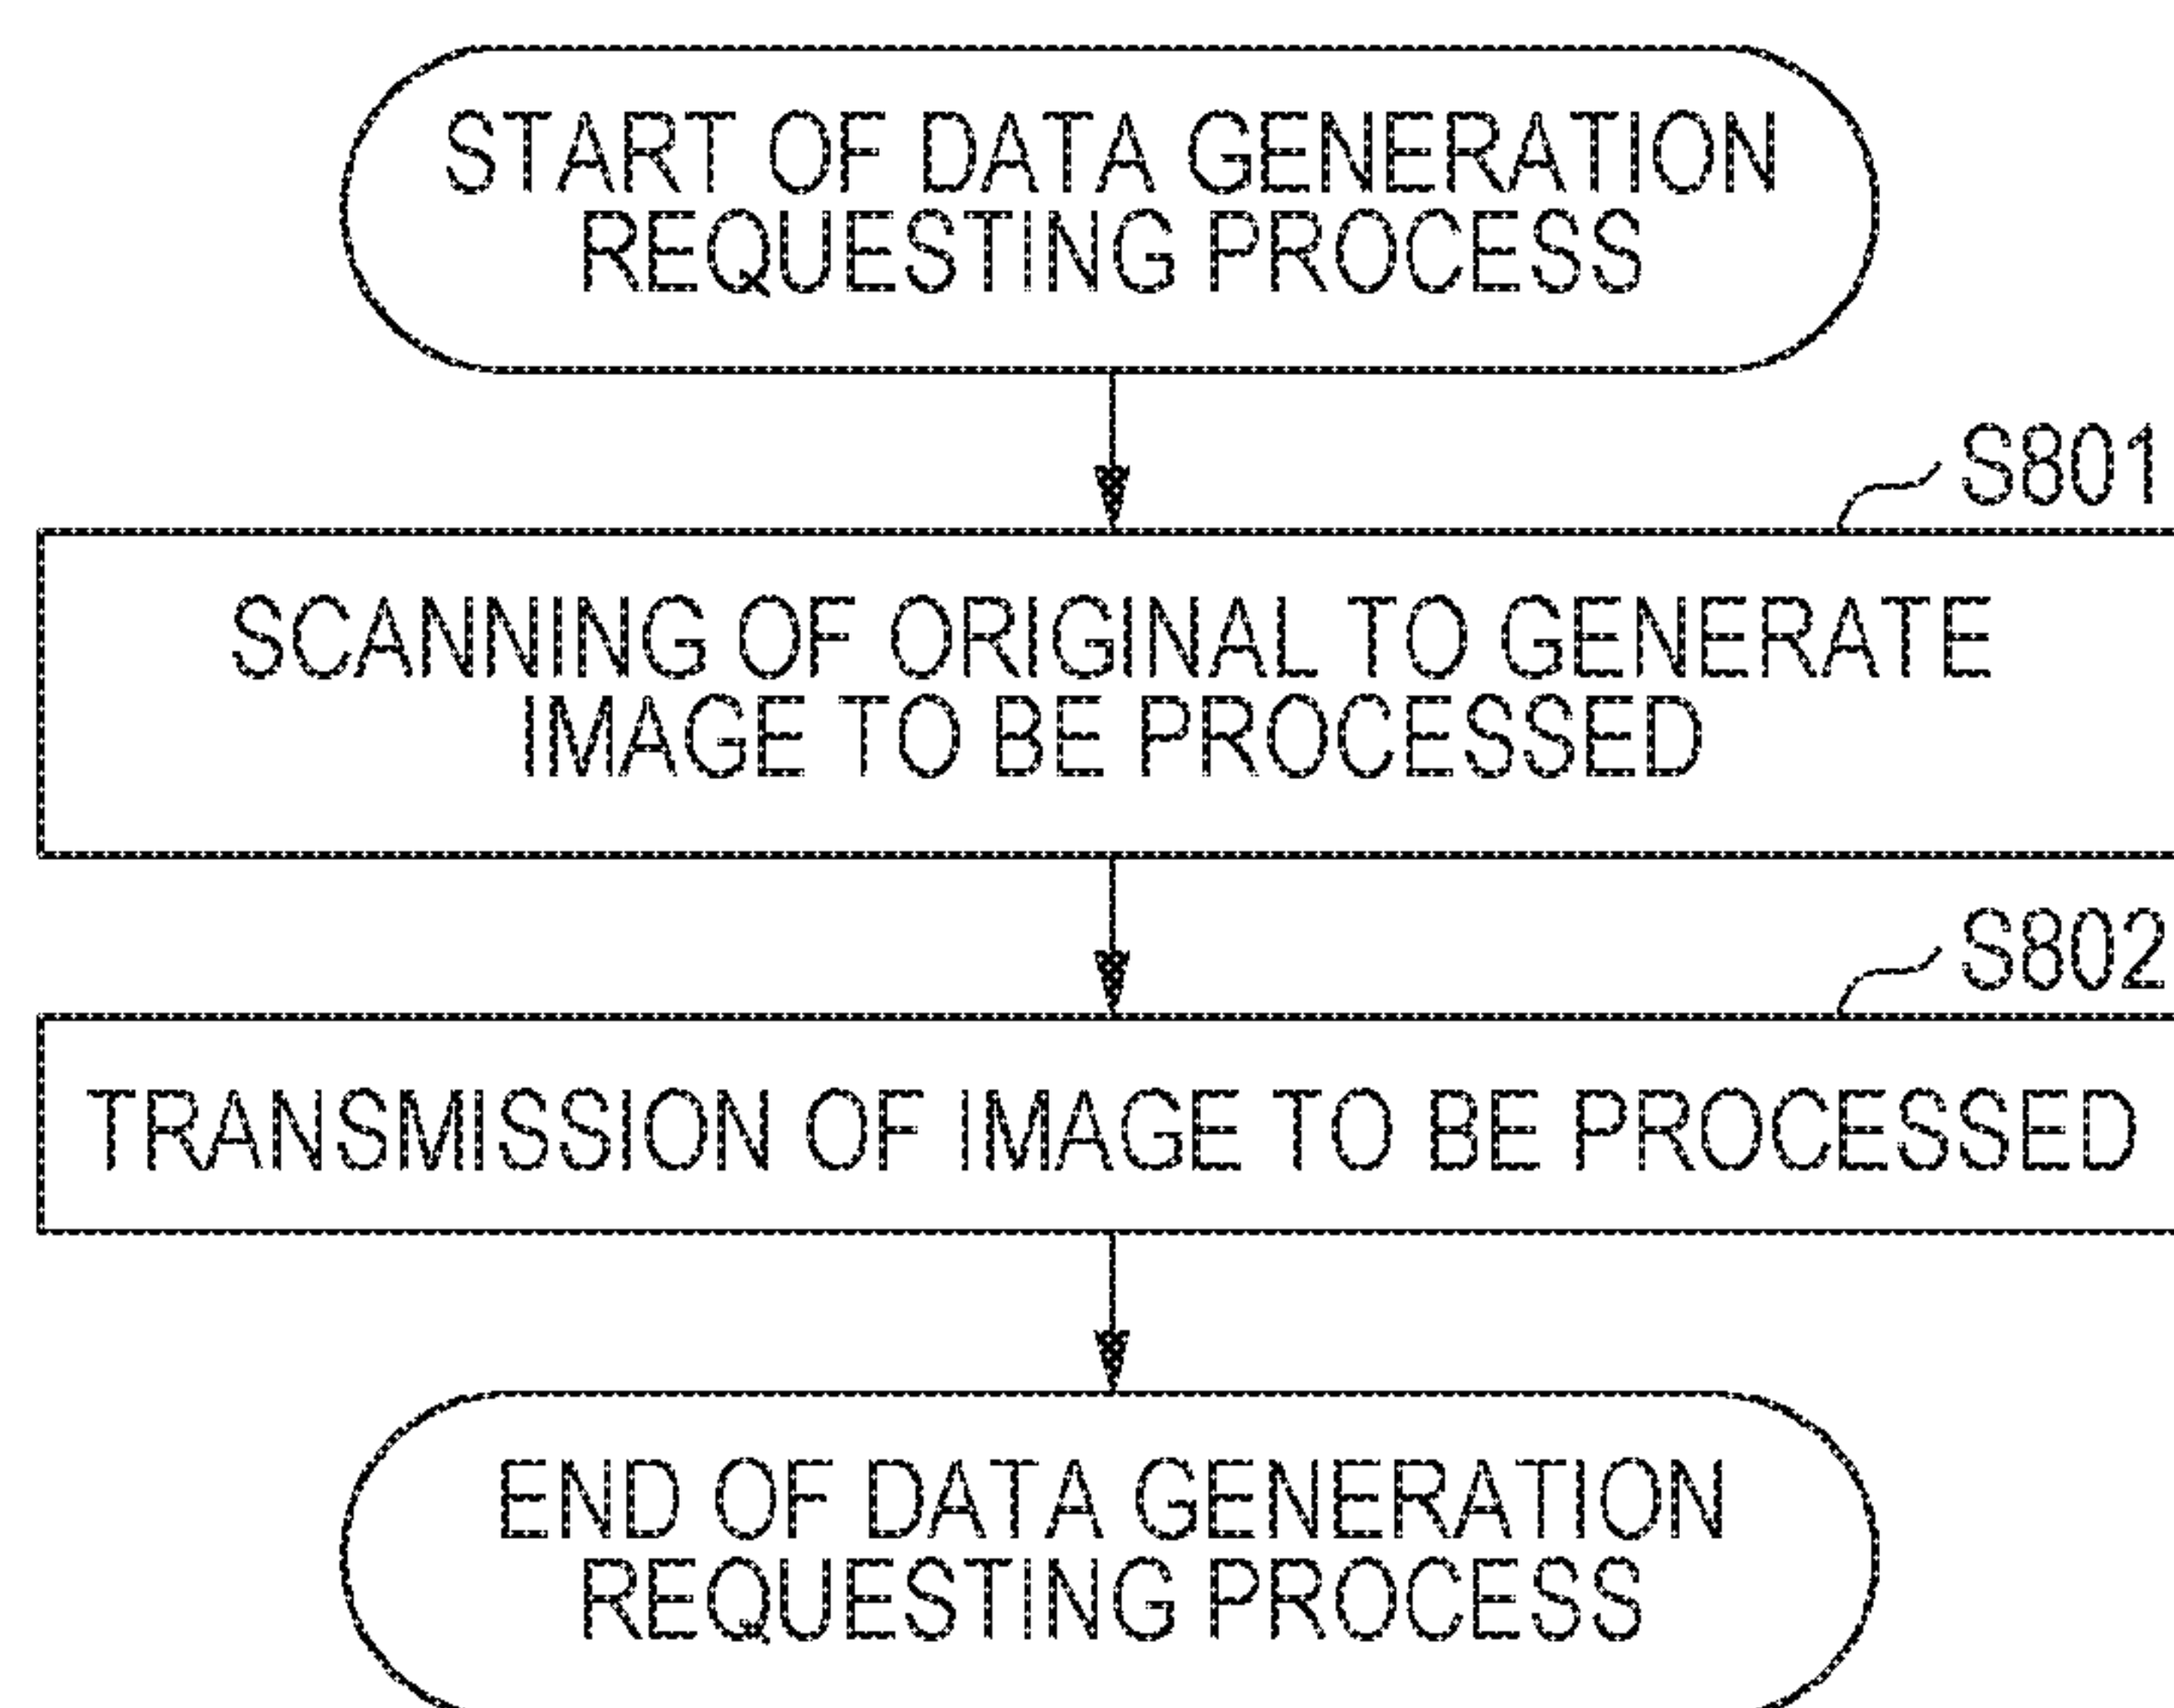 START OF DATA GENERATION
REQUESTING PROCESS
S801
SCANNING OF ORIGINAL TO GENERATE
IMAGE TO BE PROCESSED
S802
TRANSMISSION OF IMAGE TO BE PROCESSED
END OF DATA GENERATION
REQUESTING PROCESS